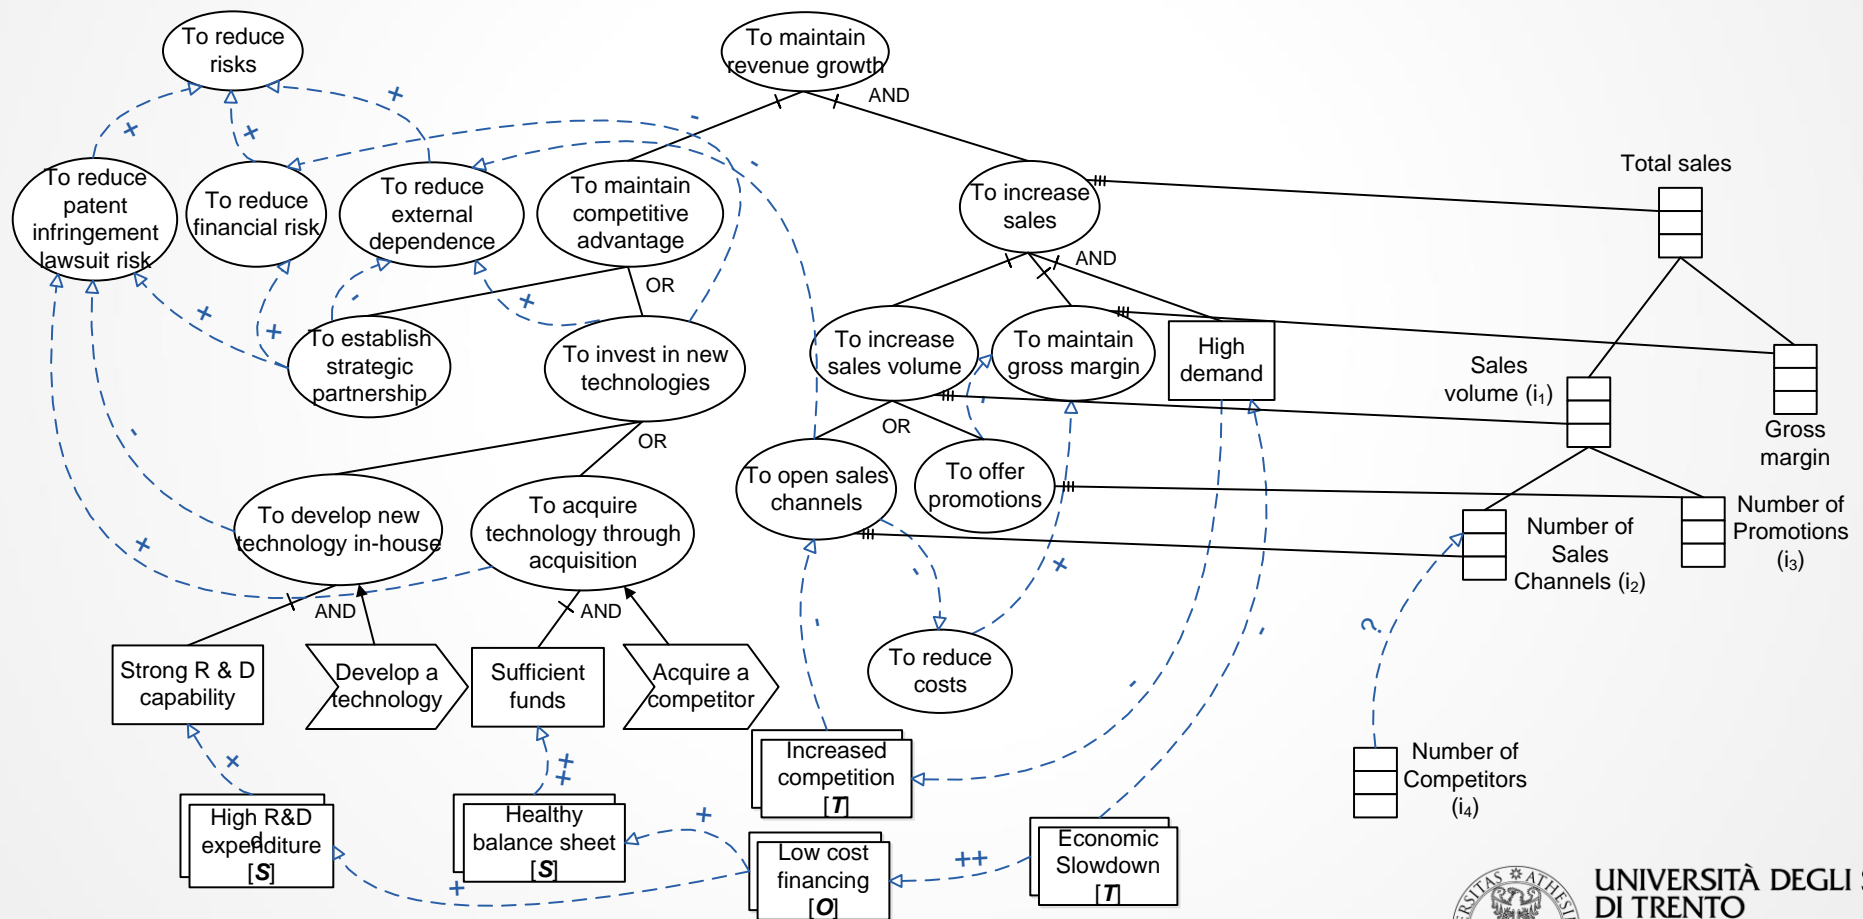 To reduce
risks
To maintain
revenue growth
AND
To reduce
patent
infringement
lawsuit risk
To reduce
financial risk
To reduce
external
dependence
To maintain
competitive
advantage
To increase
sales
Total sales
OR
AND
To establish
strategic
partnership
To invest in new
technologies
To increase
sales volume
To maintain
gross margin
High
demand
Sales
volume (i1)
Gross
margin
OR
OR
To develop new
technology in-house
To acquire
technology through
acquisition
To open sales
channels
To offer
promotions
Number of
Sales
Channels (i2)
Number of
Promotions
(i3)
AND
AND
Strong R & D
capability
Develop a
technology
Sufficient
funds
Acquire a
competitor
To reduce
costs
Increased
competition
[T]
Number of
Competitors
(i4)
High R&D
expenditure
[S]
Healthy
balance sheet
[S]
Low cost
financing
[O]
Economic
Slowdown
[T]
+
+
+
-
-
+
+
-
+
-
+
-
-
+
-
-
-
?
+
++
+
+
++
UNIVERSITÀ DEGLI
DI TRENTO